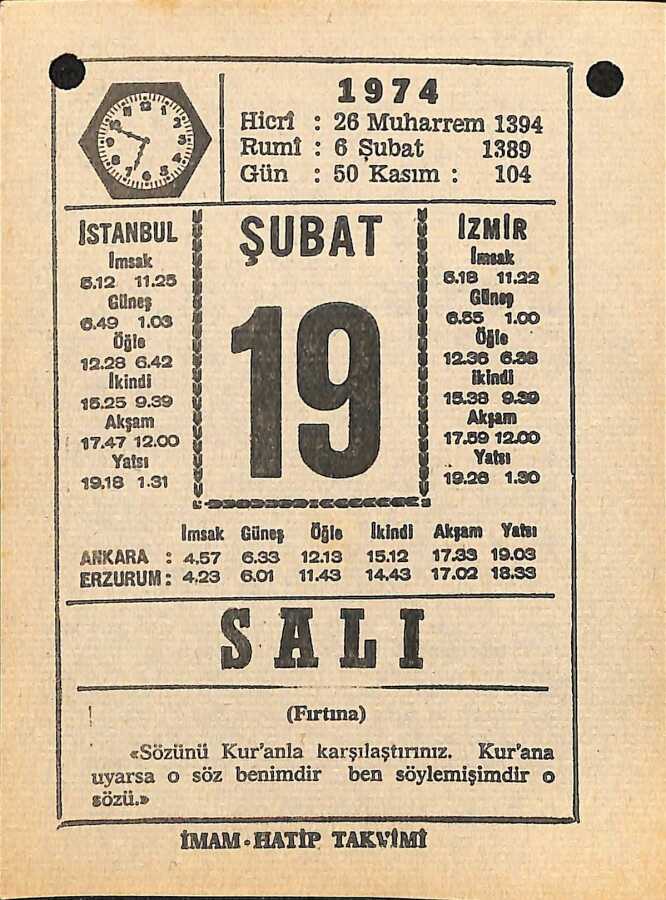 1974
Hicrî : 26 Muharrem 1394
Rumî : 6 Şubat 1389
Gün : 50 Kasım : 104
İSTANBUL
İmsak
5.12 11.25
Güneş
6.49 1.03
Öğle
12.28 6.42
İkindi
15.25 9.39
Akşam
17.47 12.00
Yatsı
19.18 1.31
ŞUBAT
19
İZMİR
İmsak
5.18 11.22
Güneş
6.55 1.00
Öğle
12.36 6.38
İkindi
15.38 9.39
Akşam
17.59 12.00
Yatsı
19.26 1.30
İmsak Güneş Öğle İkindi Akşam Yatsı
ANKARA : 4.57 6.33 12.13 15.12 17.33 19.03
ERZURUM : 4.23 6.01 11.43 14.43 17.02 18.33
SALI
(Fırtına)
«Sözünü Kur'anla karşılaştırınız. Kur'ana
uyarsa o söz benimdir ben söylemişimdir o
sözü.»
İMAM-HATİP TAKVİMİ